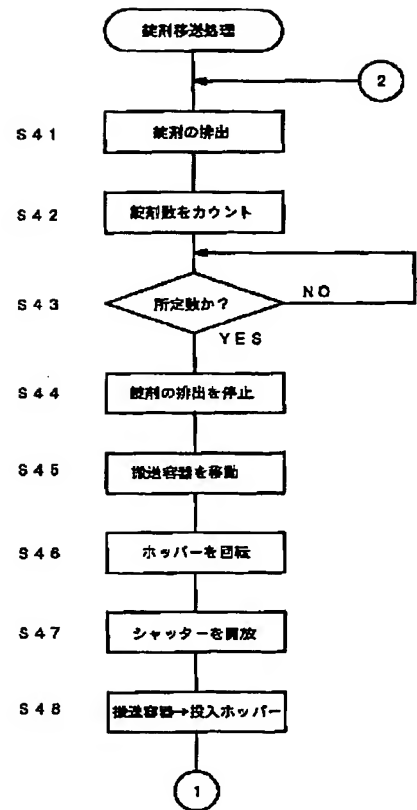 錠剤移送処理
2
S41 錠剤の排出
S42 錠剤数をカウント
S43 所定数か? NO
YES
S44 錠剤の排出を停止
S45 搬送容器を移動
S46 ホッパーを回転
S47 シャッターを開放
S48 搬送容器→投入ホッパー
1